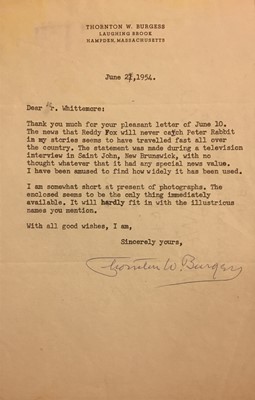 THORNTON W. BURGESS
LAUGHING BROOK
HAMPDEN, MASSACHUSETTS
June 21,1954.
Dear Mr. Whittemore:
Thank you much for your pleasant letter of June 10.
The news that Reddy Fox will never catch Peter Rabbit
in my stories seems to have travelled fast all over
the country. The statement was made during a television
interview in Saint John, New Brunswick, with no
thought whatever that it had any special news value.
I have been amused to find how widely it has been used.
I am somewhat short at present of photographs. The
enclosed seems to be the only thing immediately
available. It will hardly fit in with the illustrious
names you mention.
With all good wishes, I am,
Sincerely yours,
Thornton W. Burgess